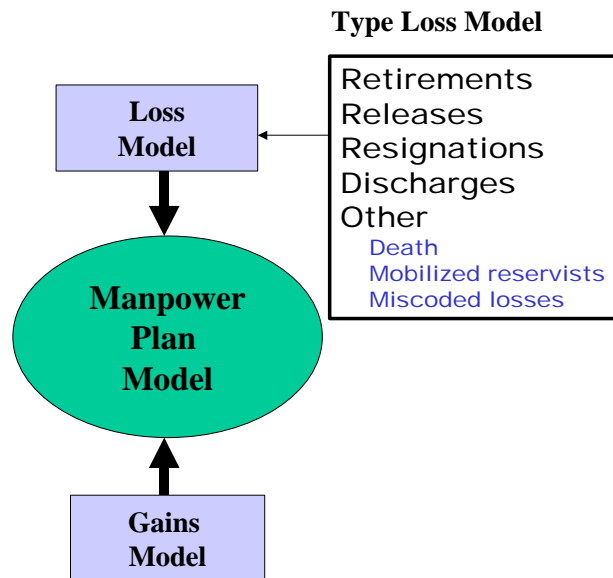 Type Loss Model
Retirements
Releases
Resignations
Discharges
Other
Death
Mobilized reservists
Miscoded losses
Loss
Model
Manpower
Plan
Model
Gains
Model